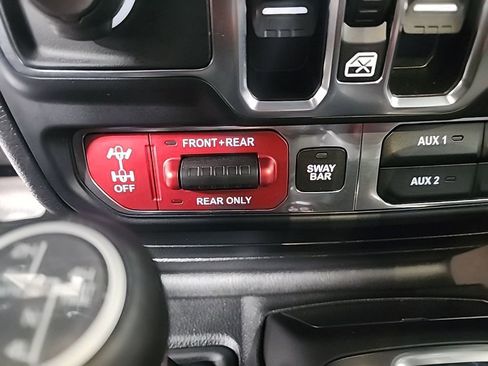 FRONT+REAR
OFF
REAR ONLY
SWAY
BAR
AUX 1
AUX 2